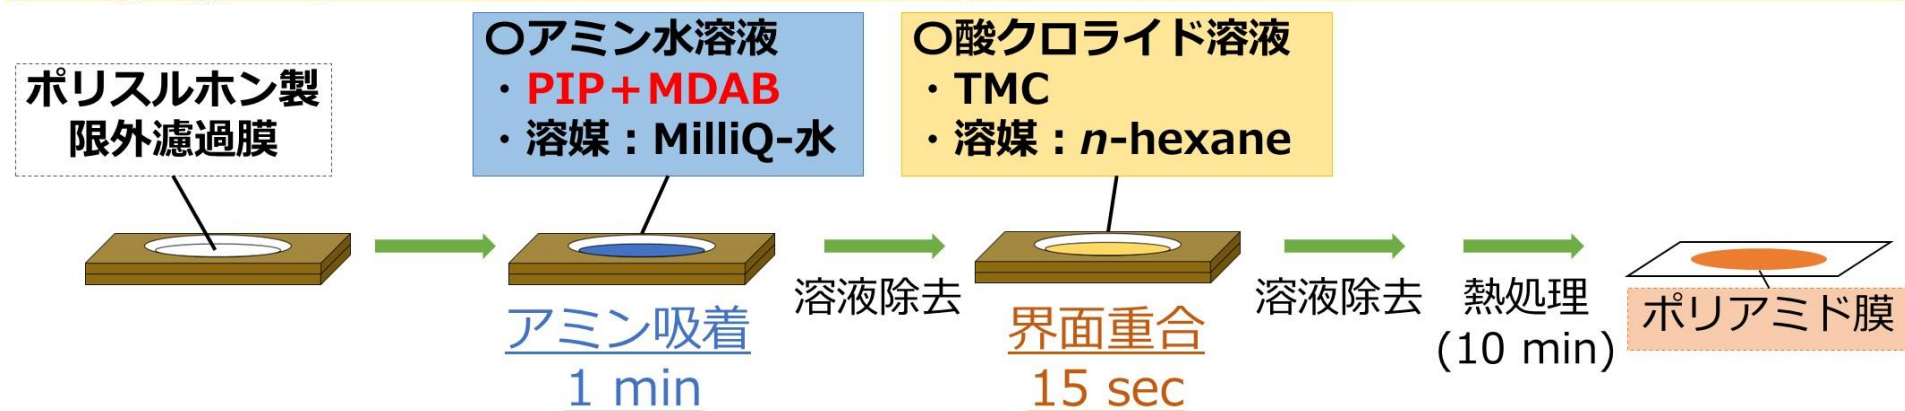 ポリスルホン製
限外濾過膜
〇アミン水溶液
・PIP＋MDAB
・溶媒：MilliQ-水
〇酸クロライド溶液
・TMC
・溶媒：n-hexane
アミン吸着
1 min
溶液除去
界面重合
15 sec
溶液除去
熱処理
(10 min)
ポリアミド膜